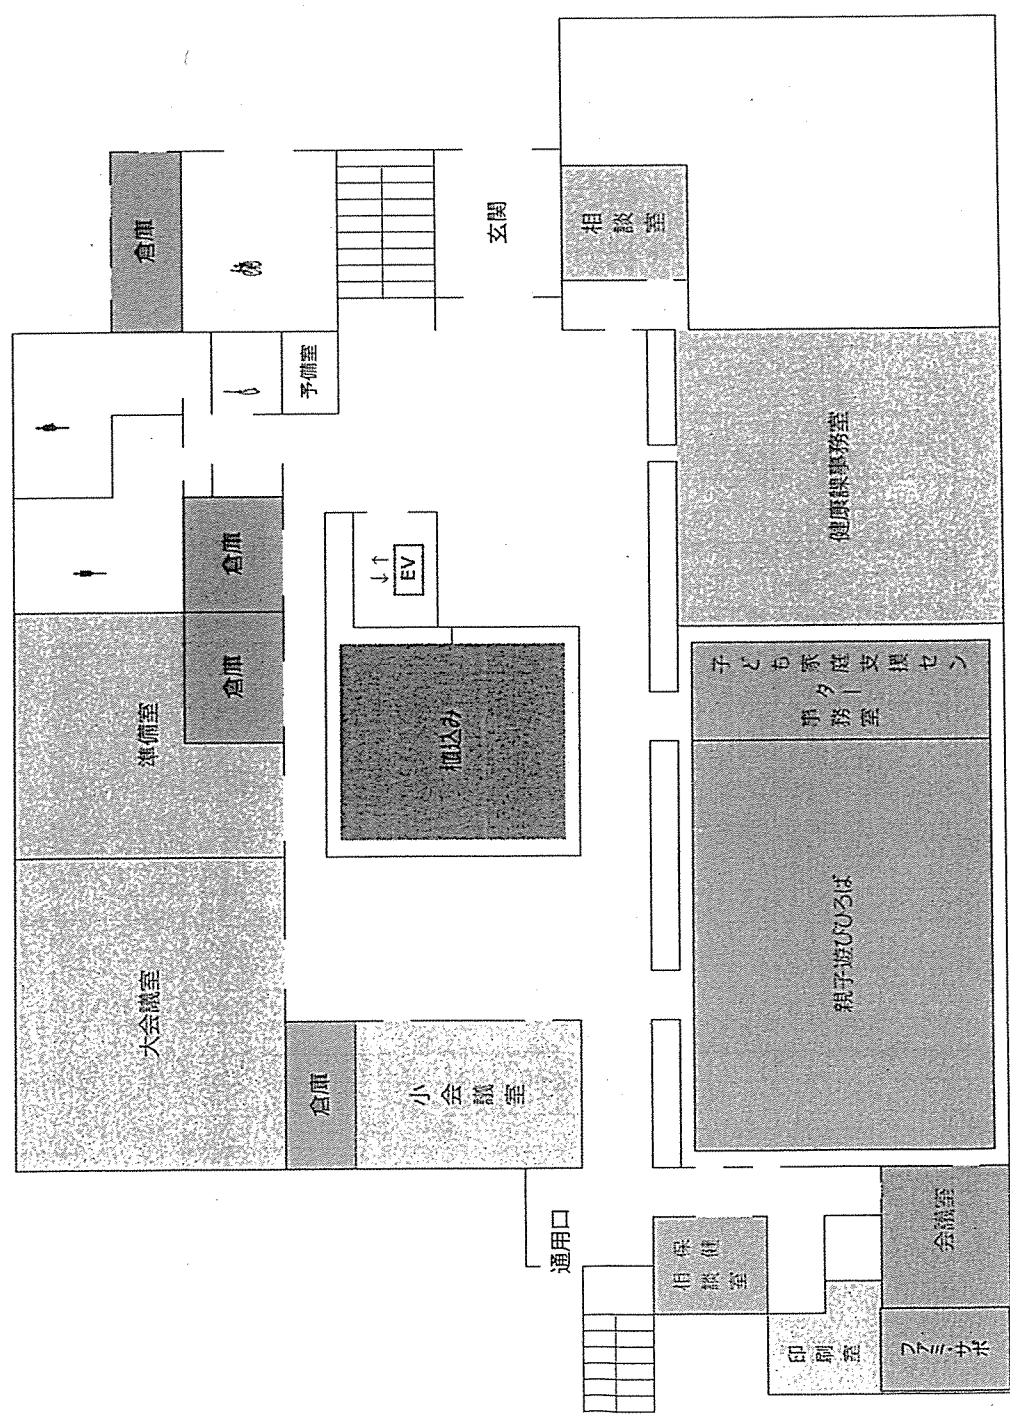 倉庫
玄関
相談室
予備室
倉庫
健康課事務室
↓↑
EV
倉庫
準備室
植込み
子ども家庭支援セン
ター
事務室
大会議室
親子遊びひろば
倉庫
小会議室
通用口
保健
相談室
会議室
印刷室
ファミ・サポ